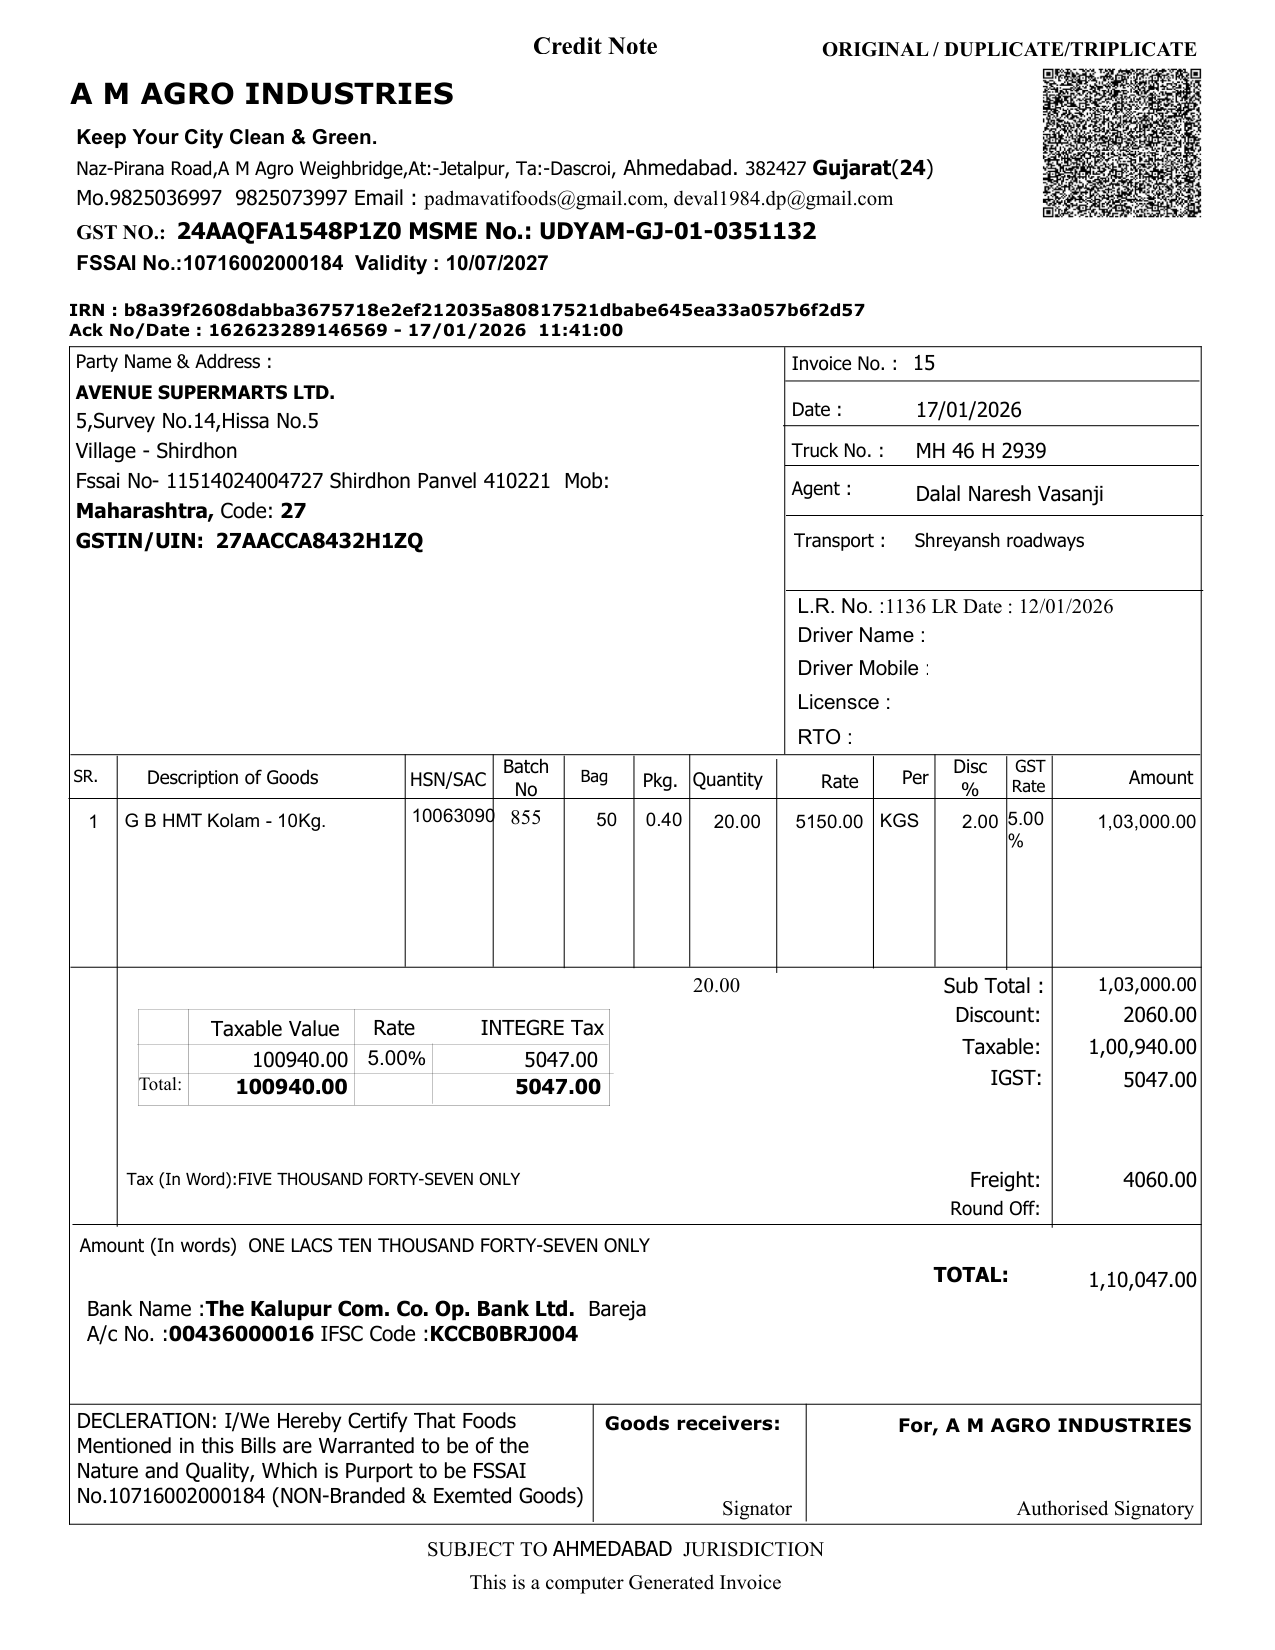 Credit Note
ORIGINAL / DUPLICATE/TRIPLICATE
A M AGRO INDUSTRIES
Keep Your City Clean & Green.
Naz-Pirana Road,A M Agro Weighbridge,At:-Jetalpur, Ta:-Dascroi, Ahmedabad. 382427 Gujarat(24)
Mo.9825036997 9825073997 Email : padmavatifoods@gmail.com, deval1984.dp@gmail.com
GST NO.: 24AAQFA1548P1Z0 MSME No.: UDYAM-GJ-01-0351132
FSSAI No.:10716002000184 Validity : 10/07/2027
IRN : b8a39f2608dabba3675718e2ef212035a80817521dbabe645ea33a057b6f2d57
Ack No/Date : 162623289146569 - 17/01/2026 11:41:00
Party Name & Address :
AVENUE SUPERMARTS LTD.
5,Survey No.14,Hissa No.5
Village - Shirdhon
Fssai No- 11514024004727 Shirdhon Panvel 410221 Mob:
Maharashtra, Code: 27
GSTIN/UIN: 27AACCA8432H1ZQ
Invoice No. : 15
Date : 17/01/2026
Truck No. : MH 46 H 2939
Agent : Dalal Naresh Vasanji
Transport : Shreyansh roadways
L.R. No. :1136 LR Date : 12/01/2026
Driver Name :
Driver Mobile :
Licensce :
RTO :
SR. Description of Goods HSN/SAC Batch No Bag Pkg. Quantity Rate Per Disc % GST Rate Amount
1 G B HMT Kolam - 10Kg. 10063090 855 50 0.40 20.00 5150.00 KGS 2.00 5.00 % 1,03,000.00
20.00
Sub Total : 1,03,000.00
Discount: 2060.00
Taxable: 1,00,940.00
IGST: 5047.00
Taxable Value Rate INTEGRE Tax
100940.00 5.00% 5047.00
Total: 100940.00 5047.00
Tax (In Word):FIVE THOUSAND FORTY-SEVEN ONLY
Freight: 4060.00
Round Off:
Amount (In words) ONE LACS TEN THOUSAND FORTY-SEVEN ONLY
TOTAL: 1,10,047.00
Bank Name :The Kalupur Com. Co. Op. Bank Ltd. Bareja
A/c No. :00436000016 IFSC Code :KCCB0BRJ004
DECLERATION: I/We Hereby Certify That Foods
Mentioned in this Bills are Warranted to be of the
Nature and Quality, Which is Purport to be FSSAI
No.10716002000184 (NON-Branded & Exemted Goods)
Goods receivers:
Signator
For, A M AGRO INDUSTRIES
Authorised Signatory
SUBJECT TO AHMEDABAD JURISDICTION
This is a computer Generated Invoice